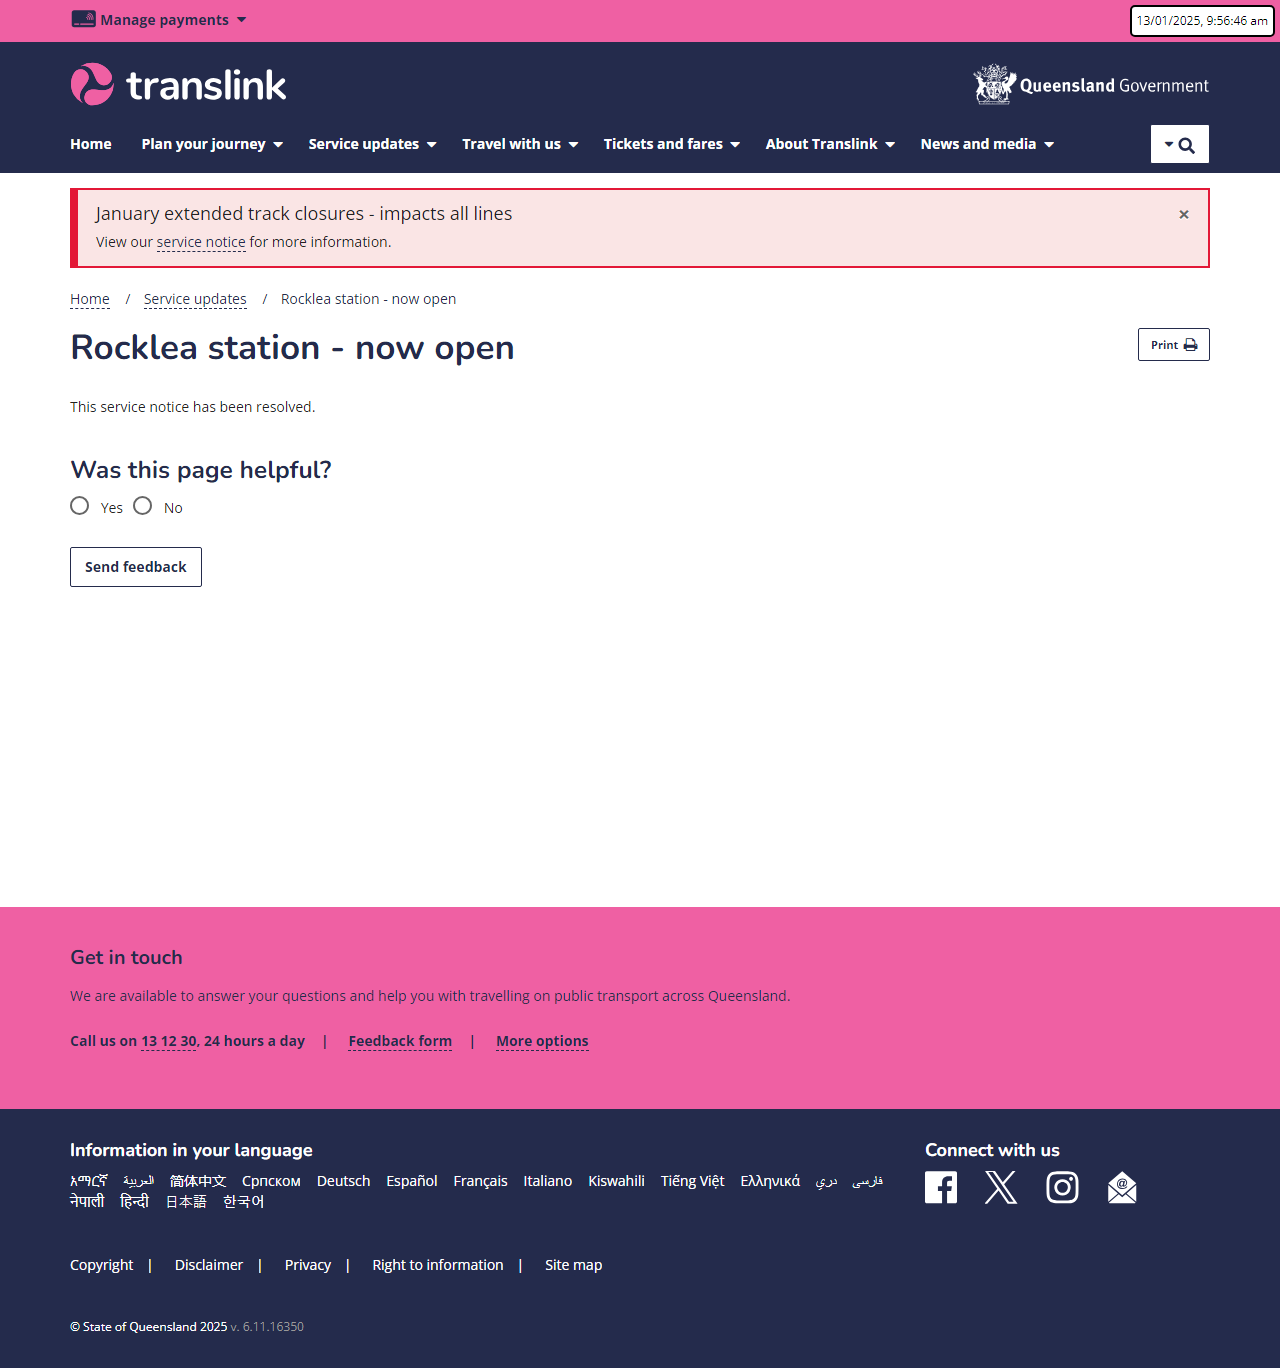 Manage payments
13/01/2025, 9:56:46 am
translink
Queensland Government
Home Plan your journey Service updates Travel with us Tickets and fares About Translink News and media
January extended track closures - impacts all lines
×
View our service notice for more information.
Home / Service updates / Rocklea station - now open
Rocklea station - now open
Print
This service notice has been resolved.
Was this page helpful?
Yes No
Send feedback
Get in touch
We are available to answer your questions and help you with travelling on public transport across Queensland.
Call us on 13 12 30, 24 hours a day | Feedback form | More options
Information in your language
Connect with us
አማርኛ العربية 简体中文 Српском Deutsch Español Français Italiano Kiswahili Tiếng Việt Ελληνικά دري فارسی
नेपाली हिन्दी 日本語 한국어
Copyright | Disclaimer | Privacy | Right to information | Site map
© State of Queensland 2025 v. 6.11.16350